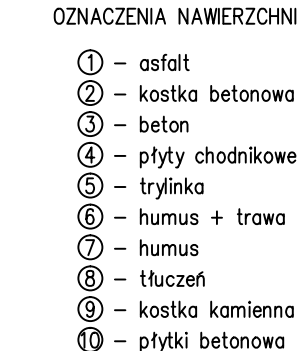 OZNACZENIA NAWIERZCHNI
① – asfalt
② – kostka betonowa
③ – beton
④ – płyty chodnikowe
⑤ – trylinka
⑥ – humus + trawa
⑦ – humus
⑧ – tłuczeń
⑨ – kostka kamienna
⑩ – płytki betonowa